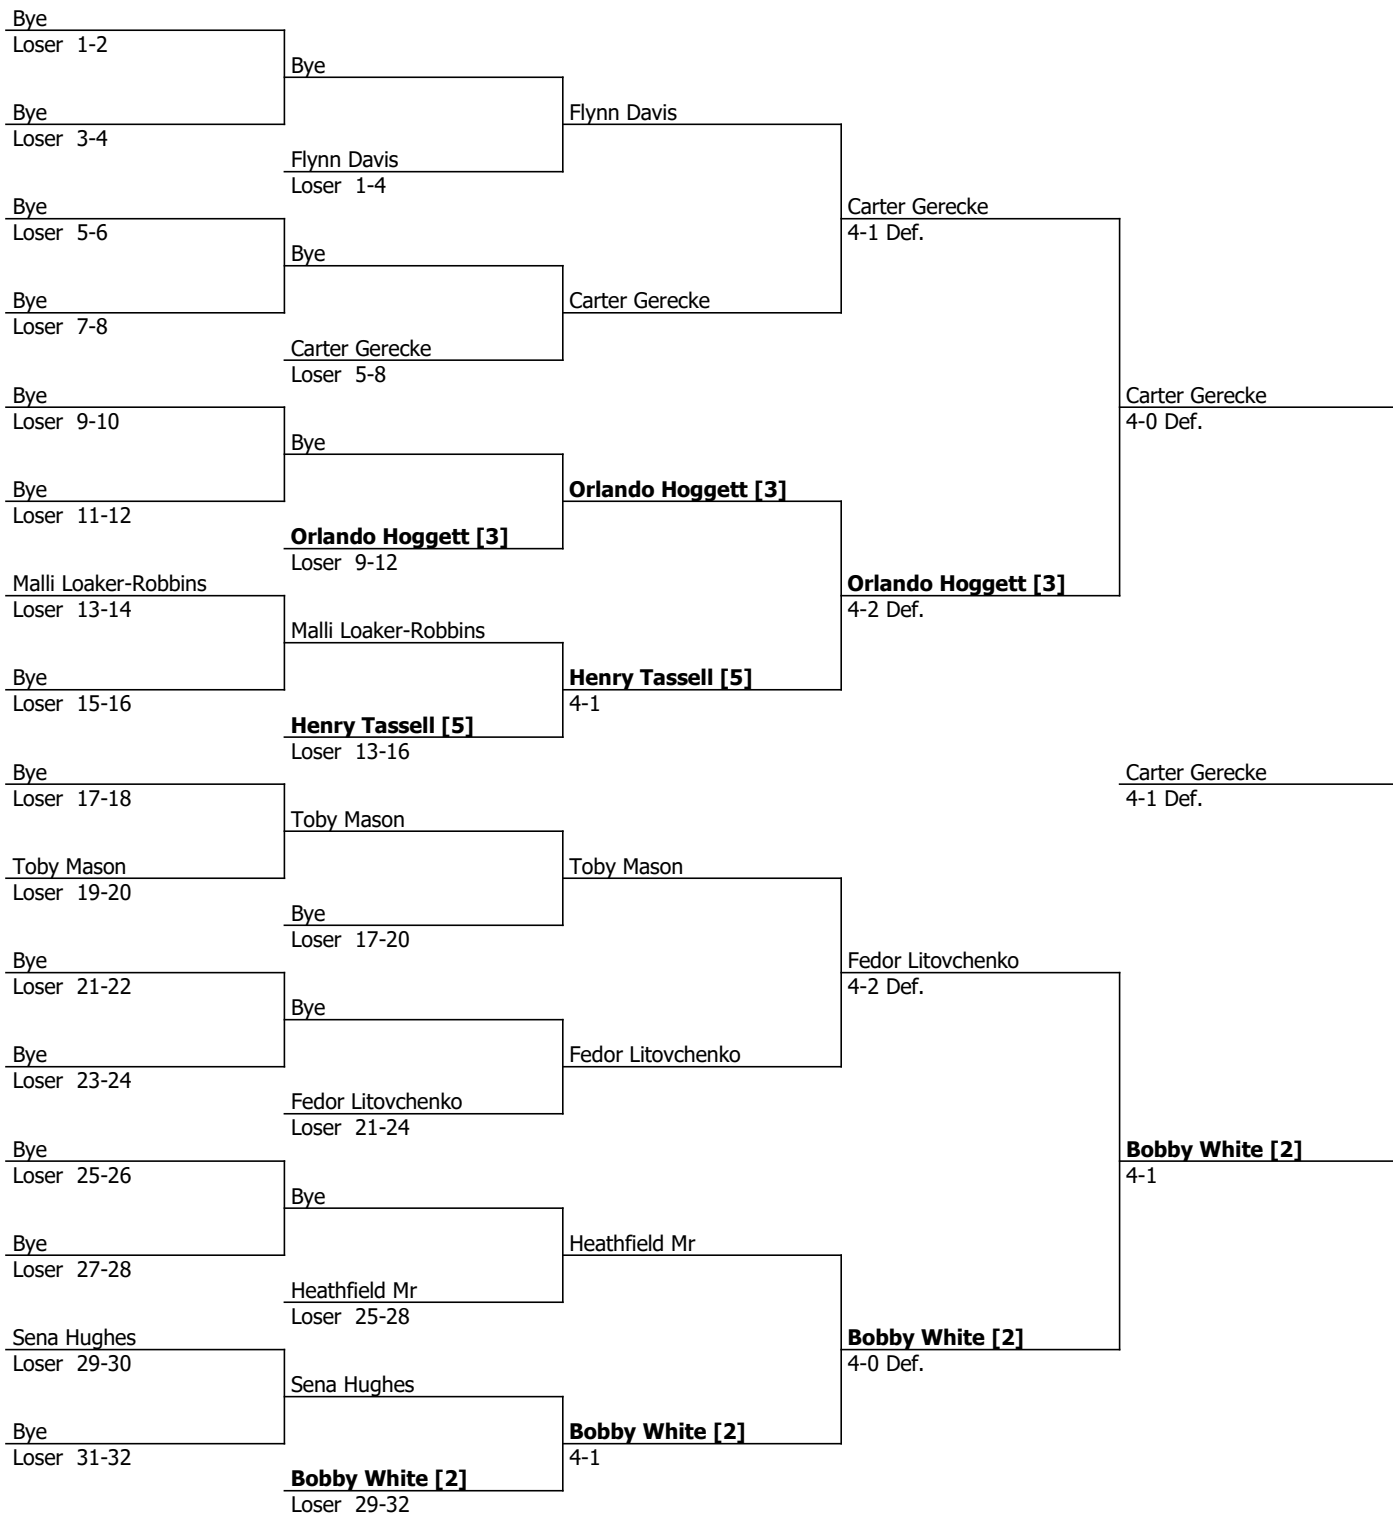 Bye
Loser 1-2
Bye
Bye
Loser 3-4
Flynn Davis
Flynn Davis
Loser 1-4
Bye
Loser 5-6
Carter Gerecke
4-1 Def.
Bye
Bye
Loser 7-8
Carter Gerecke
Carter Gerecke
Loser 5-8
Bye
Loser 9-10
Carter Gerecke
4-0 Def.
Bye
Bye
Loser 11-12
Orlando Hoggett [3]
Orlando Hoggett [3]
Loser 9-12
Malli Loaker-Robbins
Loser 13-14
Orlando Hoggett [3]
4-2 Def.
Malli Loaker-Robbins
Bye
Loser 15-16
Henry Tassell [5]
4-1
Henry Tassell [5]
Loser 13-16
Bye
Loser 17-18
Carter Gerecke
4-1 Def.
Toby Mason
Toby Mason
Loser 19-20
Toby Mason
Bye
Loser 17-20
Bye
Loser 21-22
Fedor Litovchenko
4-2 Def.
Bye
Bye
Loser 23-24
Fedor Litovchenko
Fedor Litovchenko
Loser 21-24
Bye
Loser 25-26
Bobby White [2]
4-1
Bye
Bye
Loser 27-28
Heathfield Mr
Heathfield Mr
Loser 25-28
Sena Hughes
Loser 29-30
Bobby White [2]
4-0 Def.
Sena Hughes
Bye
Loser 31-32
Bobby White [2]
4-1
Bobby White [2]
Loser 29-32